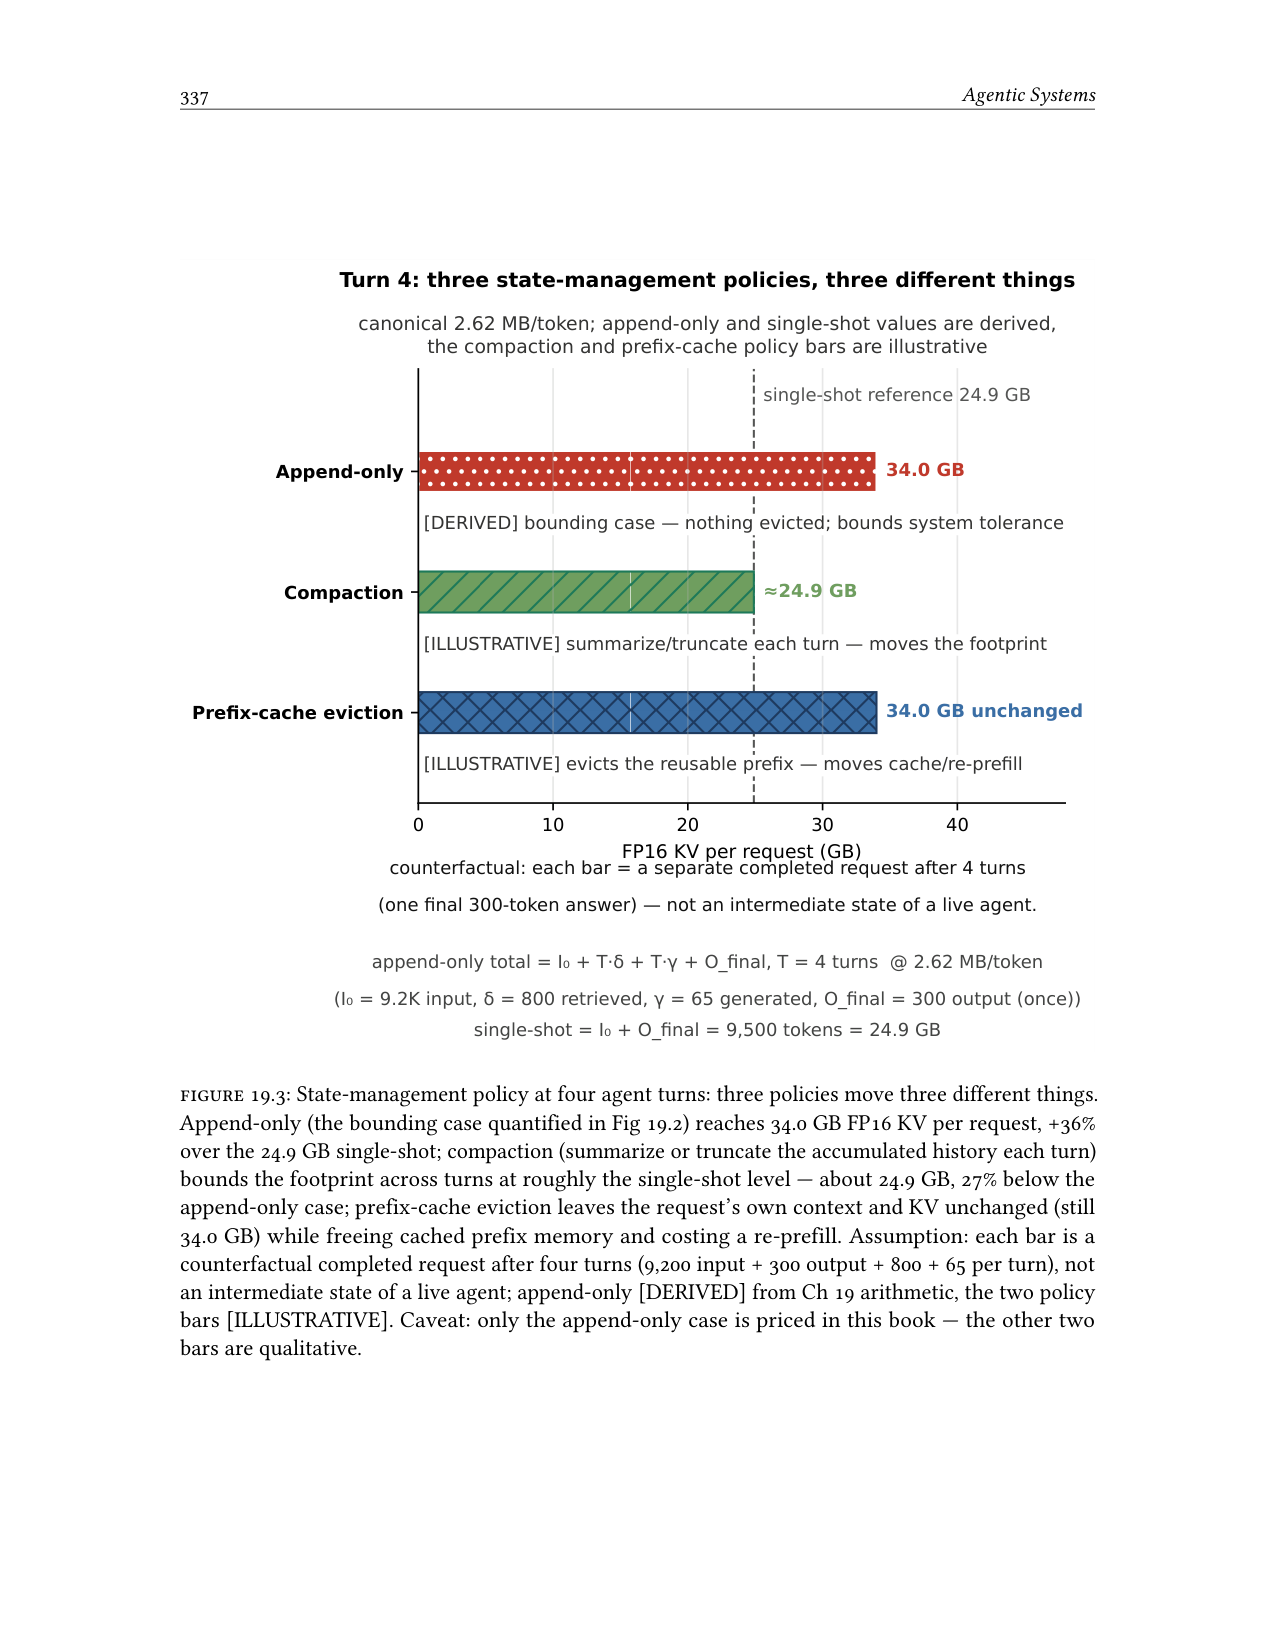 337 Agentic Systems
Turn 4: three state-management policies, three different things
canonical 2.62 MB/token; append-only and single-shot values are derived,
the compaction and prefix-cache policy bars are illustrative
single-shot reference 24.9 GB
Append-only 34.0 GB
[DERIVED] bounding case — nothing evicted; bounds system tolerance
Compaction ≈24.9 GB
[ILLUSTRATIVE] summarize/truncate each turn — moves the footprint
Prefix-cache eviction 34.0 GB unchanged
[ILLUSTRATIVE] evicts the reusable prefix — moves cache/re-prefill
0 10 20 30 40
FP16 KV per request (GB)
counterfactual: each bar = a separate completed request after 4 turns
(one final 300-token answer) — not an intermediate state of a live agent.
append-only total = I₀ + T·δ + T·γ + O_final, T = 4 turns @ 2.62 MB/token
(I₀ = 9.2K input, δ = 800 retrieved, γ = 65 generated, O_final = 300 output (once))
single-shot = I₀ + O_final = 9,500 tokens = 24.9 GB
FIGURE 19.3: State-management policy at four agent turns: three policies move three different things.
Append-only (the bounding case quantified in Fig 19.2) reaches 34.0 GB FP16 KV per request, +36%
over the 24.9 GB single-shot; compaction (summarize or truncate the accumulated history each turn)
bounds the footprint across turns at roughly the single-shot level — about 24.9 GB, 27% below the
append-only case; prefix-cache eviction leaves the request's own context and KV unchanged (still
34.0 GB) while freeing cached prefix memory and costing a re-prefill. Assumption: each bar is a
counterfactual completed request after four turns (9,200 input + 300 output + 800 + 65 per turn), not
an intermediate state of a live agent; append-only [DERIVED] from Ch 19 arithmetic, the two policy
bars [ILLUSTRATIVE]. Caveat: only the append-only case is priced in this book — the other two
bars are qualitative.